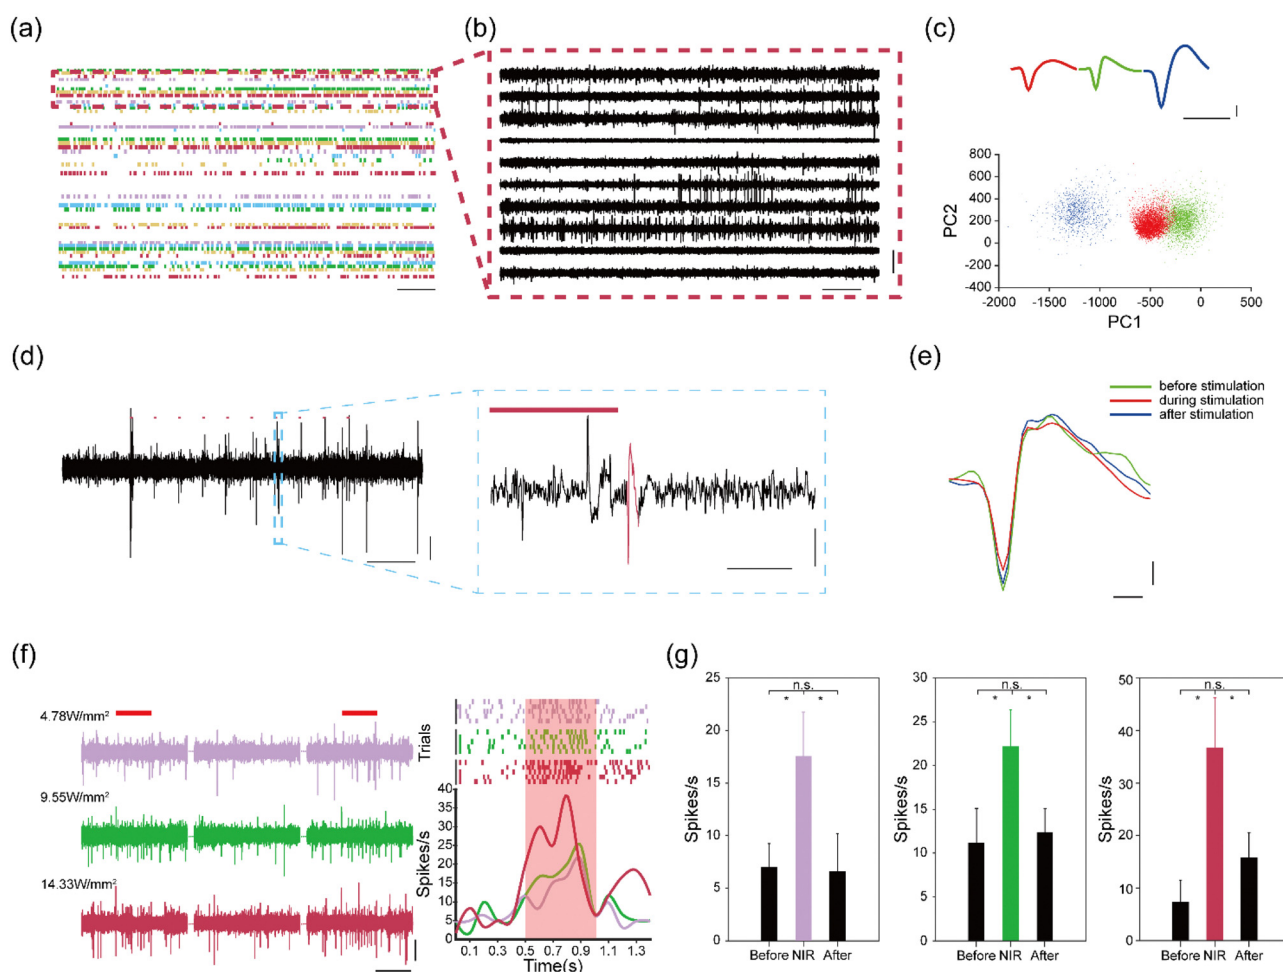 (a)
(b)
(c)
800
600
400
200
0
-200
-400
PC2
-2000 -1500 -1000 -500 0 500
PC1
(d)
(e)
before stimulation
during stimulation
after stimulation
(f)
4.78W/mm²
9.55W/mm²
14.33W/mm²
Trials
40
35
30
25
20
15
10
5
0
Spikes/s
0.1 0.3 0.5 0.7 0.9 1.1 1.3
Time(s)
(g)
n.s.
* *
25
20
15
10
5
0
Spikes/s
Before NIR After
n.s.
* *
30
25
20
15
10
5
0
Spikes/s
Before NIR After
n.s.
* *
50
40
30
20
10
0
Spikes/s
Before NIR After